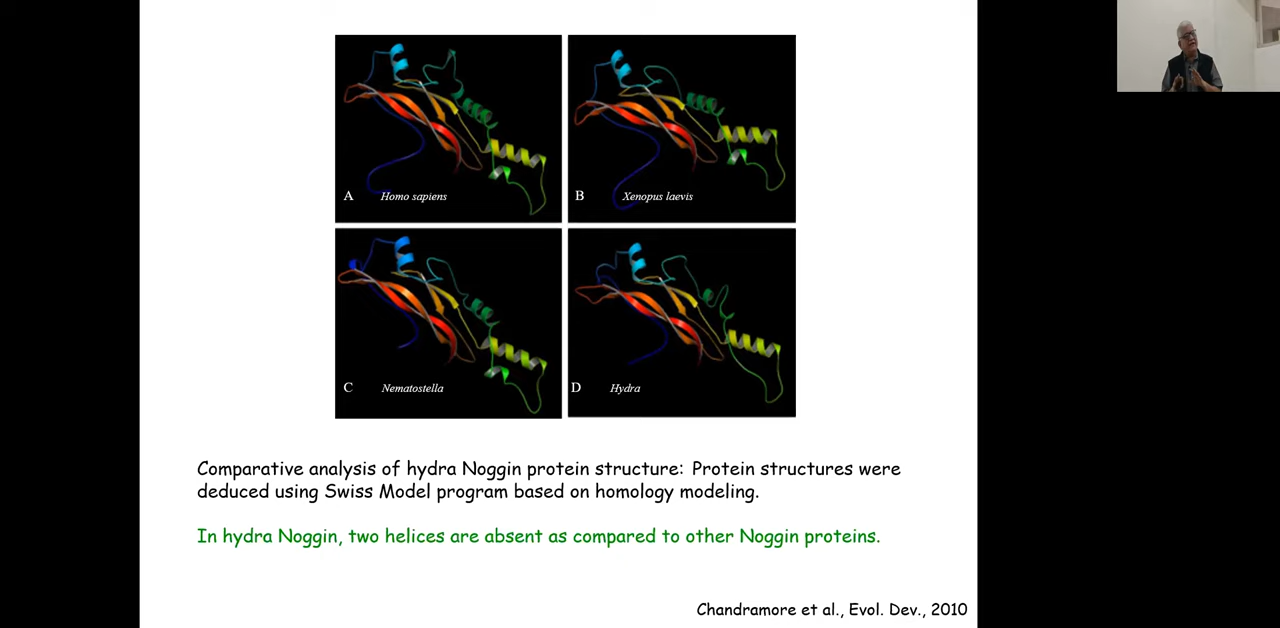 A Homo sapiens
B Xenopus laevis
C Nematostella
D Hydra
Comparative analysis of hydra Noggin protein structure: Protein structures were
deduced using Swiss Model program based on homology modeling.
In hydra Noggin, two helices are absent as compared to other Noggin proteins.
Chandramore et al., Evol. Dev., 2010